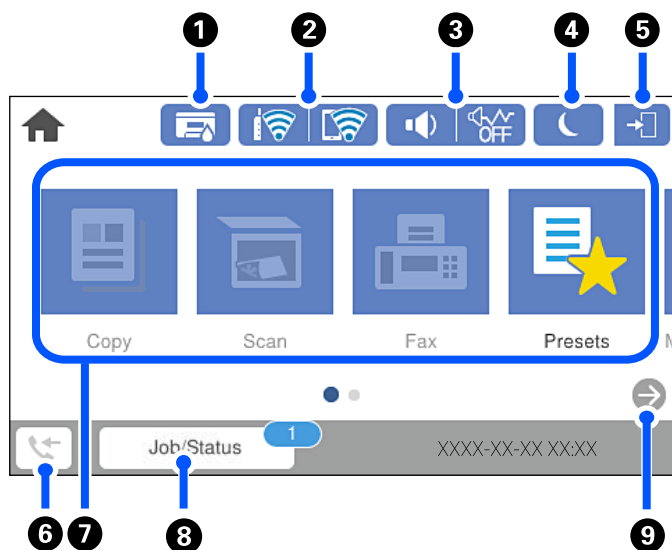 1 2 3 4 5
OFF
Copy Scan Fax Presets M
Job/Status 1 XXXX-XX-XX XX:XX
6 7 8 9